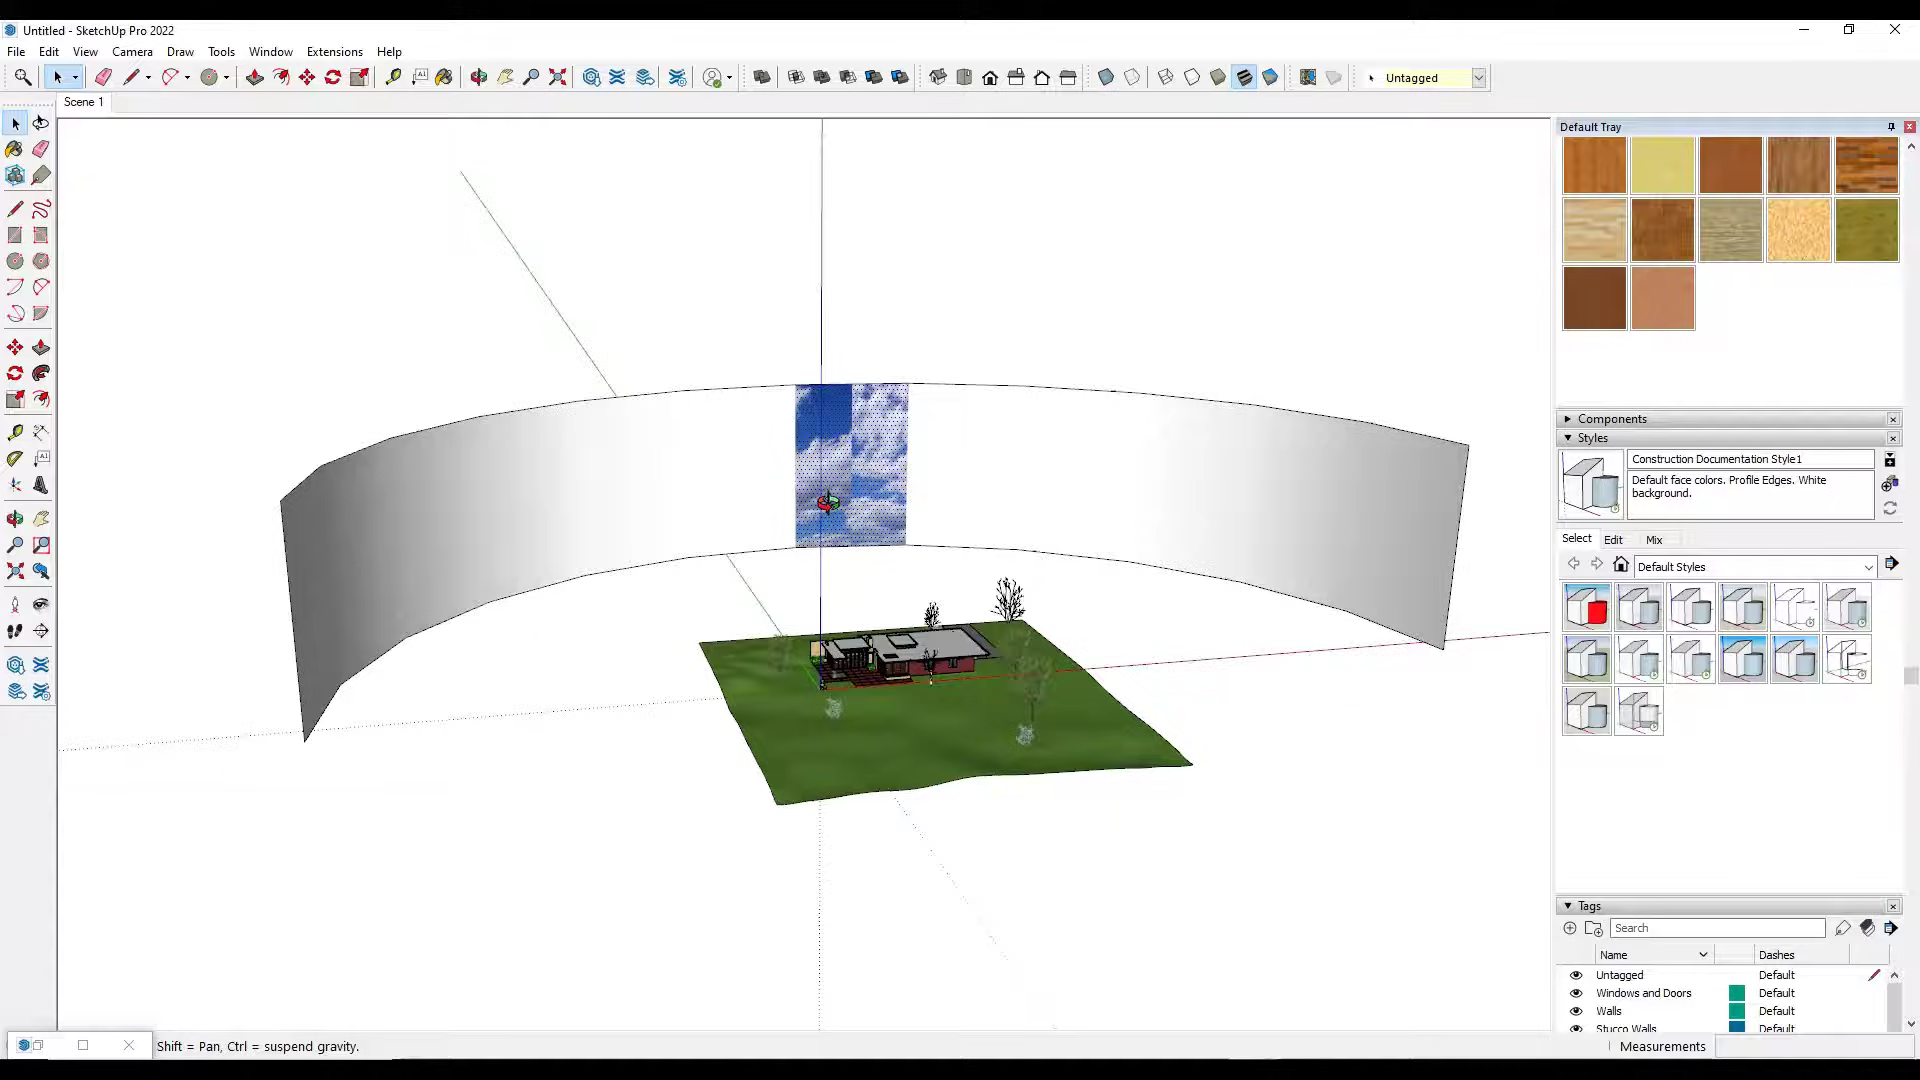 Untitled - SketchUp Pro 2022
File Edit View Camera Draw Tools Window Extensions Help
A1
Untagged
Scene 1
Default Tray
A1
Components
Styles
Construction Documentation Style1
Default face colors. Profile Edges. White
background.
Select Edit Mix
Default Styles
Tags
Search
Name Dashes
Untagged Default
Windows and Doors Default
Walls Default
Stucco Walls Default
Shift = Pan, Ctrl = suspend gravity.
Measurements